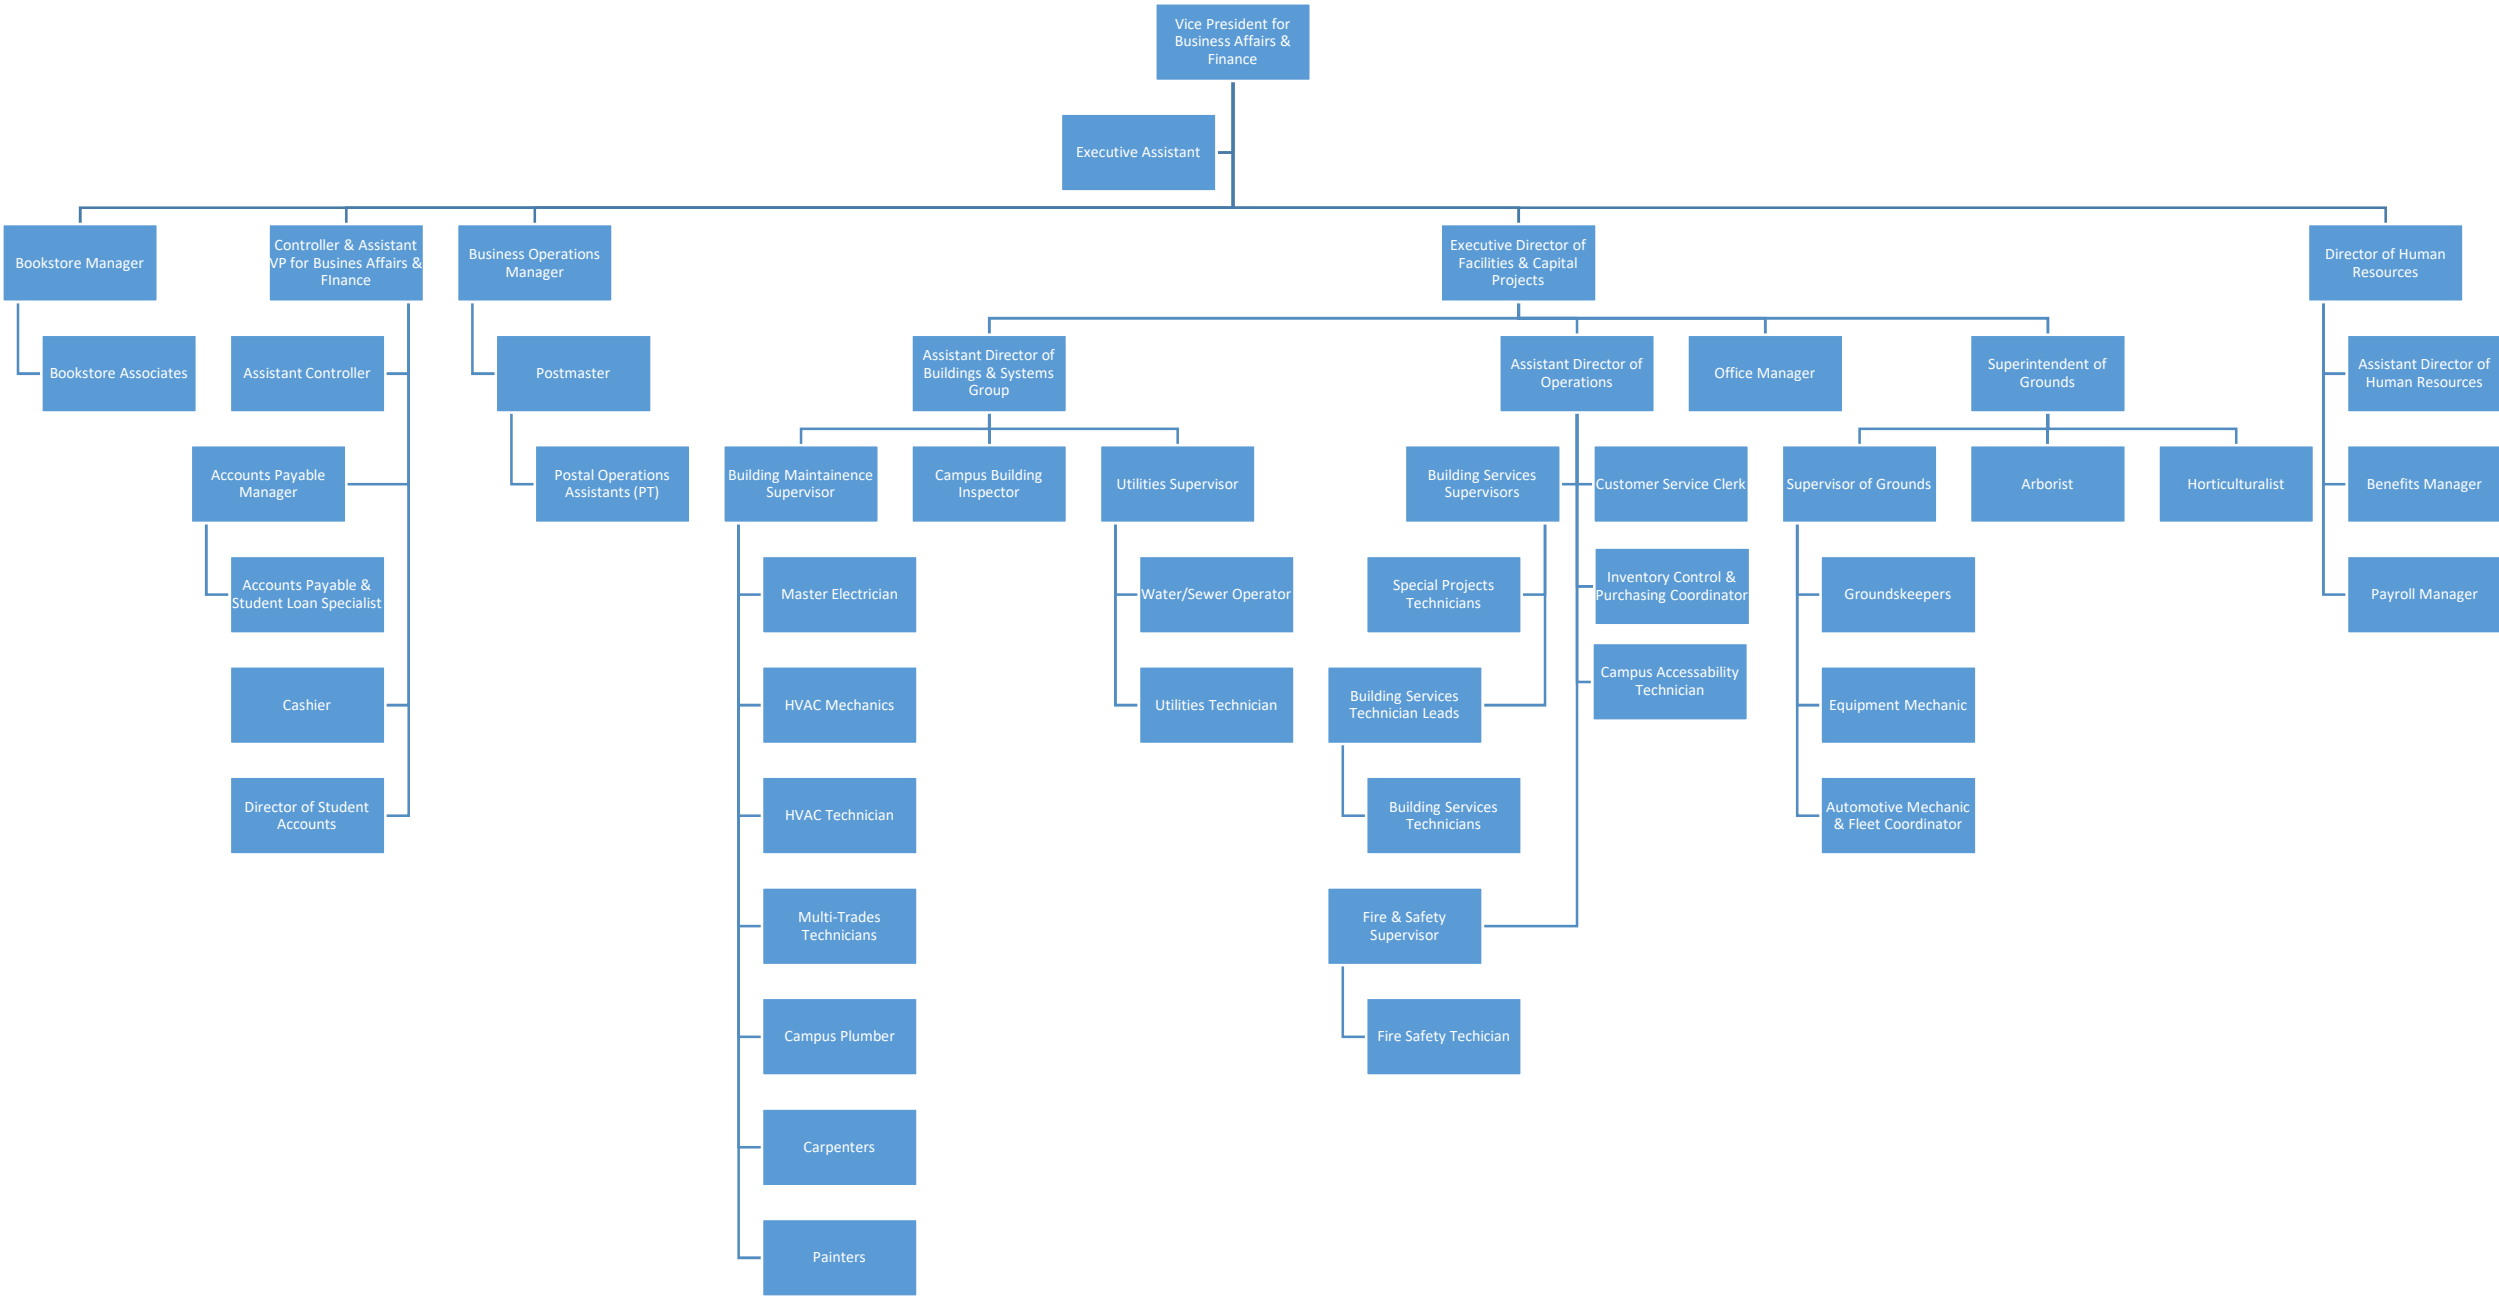 Vice President for
Business Affairs &
Finance
Executive Assistant
Bookstore Manager
Controller & Assistant
VP for Busines Affairs &
FInance
Business Operations
Manager
Executive Director of
Facilities & Capital
Projects
Director of Human
Resources
Bookstore Associates
Assistant Controller
Postmaster
Assistant Director of
Buildings & Systems
Group
Assistant Director of
Operations
Office Manager
Superintendent of
Grounds
Assistant Director of
Human Resources
Accounts Payable
Manager
Postal Operations
Assistants (PT)
Building Maintainence
Supervisor
Campus Building
Inspector
Utilities Supervisor
Building Services
Supervisors
Customer Service Clerk
Supervisor of Grounds
Arborist
Horticulturalist
Benefits Manager
Accounts Payable &
Student Loan Specialist
Master Electrician
Water/Sewer Operator
Special Projects
Technicians
Inventory Control &
Purchasing Coordinator
Groundskeepers
Payroll Manager
Cashier
HVAC Mechanics
Utilities Technician
Building Services
Technician Leads
Campus Accessability
Technician
Equipment Mechanic
Director of Student
Accounts
HVAC Technician
Building Services
Technicians
Automotive Mechanic
& Fleet Coordinator
Multi-Trades
Technicians
Fire & Safety
Supervisor
Campus Plumber
Fire Safety Techician
Carpenters
Painters